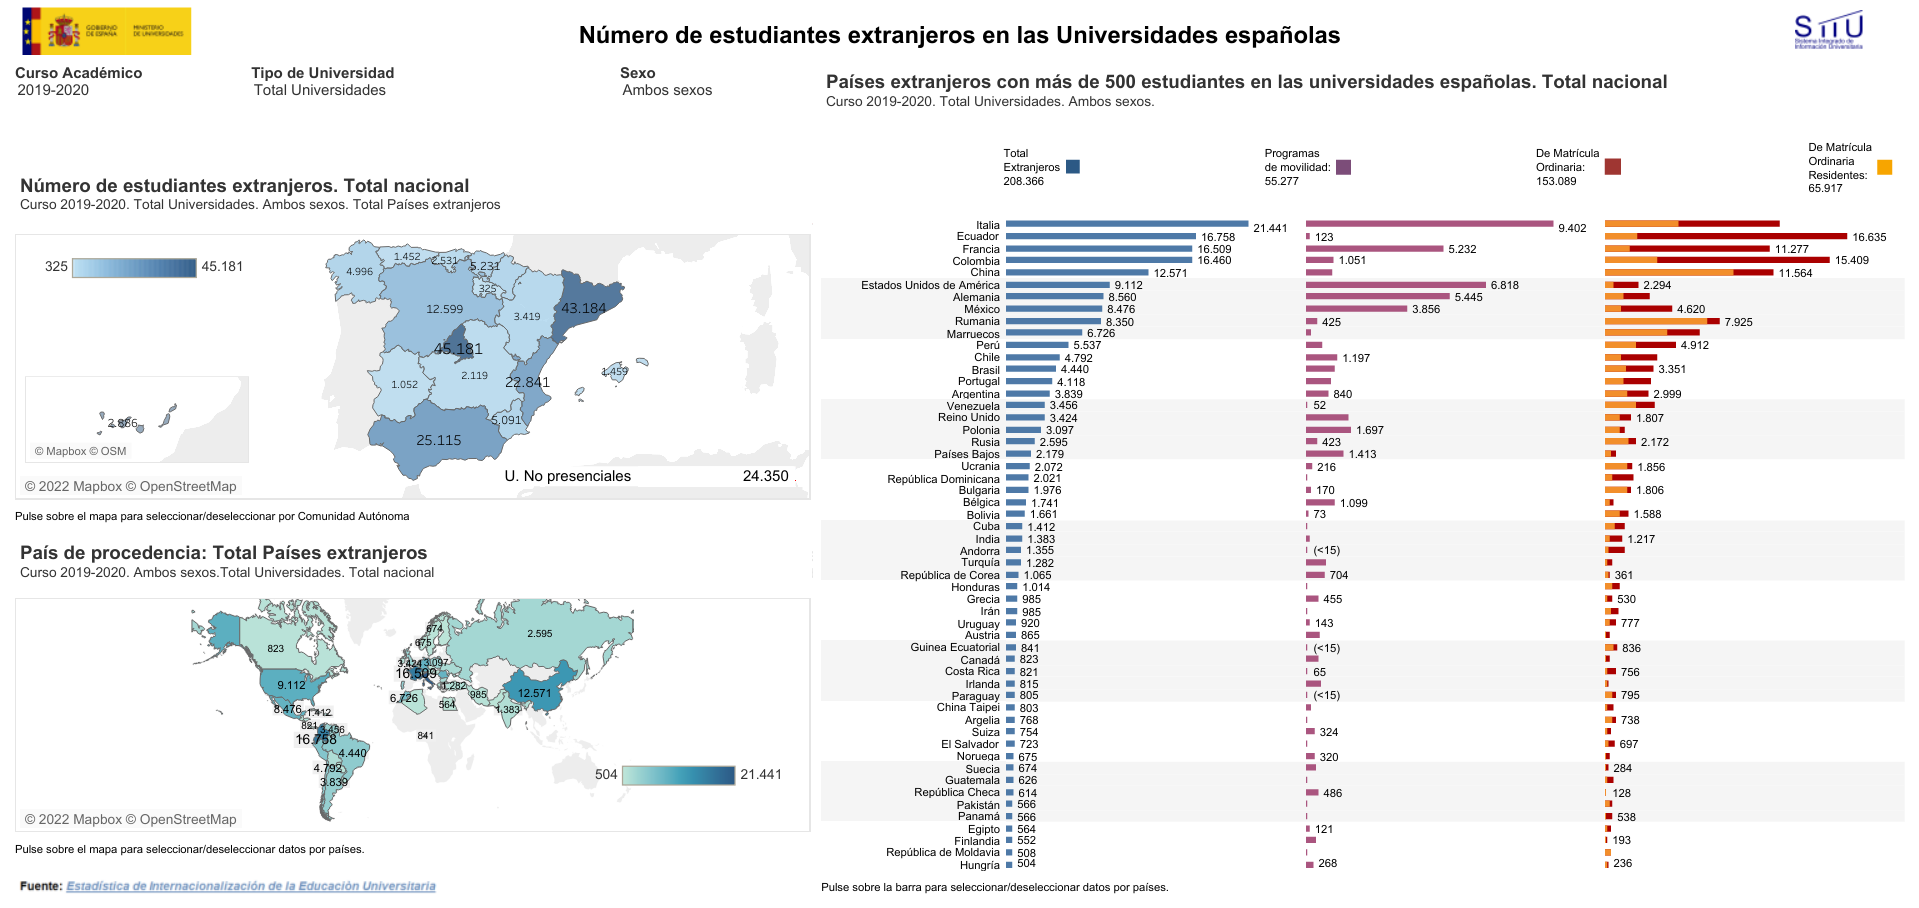 GOBIERNO DE ESPAÑA
MINISTERIO DE UNIVERSIDADES
Número de estudiantes extranjeros en las Universidades españolas
SIIU
Sistema Integrado de Información Universitaria
Curso Académico
2019-2020
Tipo de Universidad
Total Universidades
Sexo
Ambos sexos
Número de estudiantes extranjeros. Total nacional
Curso 2019-2020. Total Universidades. Ambos sexos. Total Países extranjeros
325
45.181
4.996
1.452
2.531
5.231
325
12.599
3.419
43.184
45.181
2.119
1.052
22.841
1.459
5.091
25.115
2.886
© Mapbox © OSM
U. No presenciales 24.350
© 2022 Mapbox © OpenStreetMap
Pulse sobre el mapa para seleccionar/deseleccionar por Comunidad Autónoma
País de procedencia: Total Países extranjeros
Curso 2019-2020. Ambos sexos.Total Universidades. Total nacional
674
675
2.595
823
3.424
3.097
16.509
9.112
1.282
985
12.571
6.726
564
1.383
8.476
1.412
821
3.456
16.758
841
4.440
4.792
3.839
504
21.441
© 2022 Mapbox © OpenStreetMap
Pulse sobre el mapa para seleccionar/deseleccionar datos por países.
Fuente: Estadística de Internacionalización de la Educación Universitaria
Países extranjeros con más de 500 estudiantes en las universidades españolas. Total nacional
Curso 2019-2020. Total Universidades. Ambos sexos.
Total
Extranjeros
208.366
Programas
de movilidad:
55.277
De Matrícula
Ordinaria:
153.089
De Matrícula
Ordinaria
Residentes:
65.917
Italia 21.441 9.402
Ecuador 16.758 123 16.635
Francia 16.509 5.232 11.277
Colombia 16.460 1.051 15.409
China 12.571 11.564
Estados Unidos de América 9.112 6.818 2.294
Alemania 8.560 5.445
México 8.476 3.856 4.620
Rumania 8.350 425 7.925
Marruecos 6.726
Perú 5.537 4.912
Chile 4.792 1.197
Brasil 4.440 3.351
Portugal 4.118
Argentina 3.839 840 2.999
Venezuela 3.456 52
Reino Unido 3.424 1.807
Polonia 3.097 1.697
Rusia 2.595 423 2.172
Países Bajos 2.179 1.413
Ucrania 2.072 216 1.856
República Dominicana 2.021
Bulgaria 1.976 170 1.806
Bélgica 1.741 1.099
Bolivia 1.661 73 1.588
Cuba 1.412
India 1.383 1.217
Andorra 1.355 (<15)
Turquía 1.282
República de Corea 1.065 704 361
Honduras 1.014
Grecia 985 455 530
Irán 985
Uruguay 920 143 777
Austria 865
Guinea Ecuatorial 841 (<15) 836
Canadá 823
Costa Rica 821 65 756
Irlanda 815
Paraguay 805 (<15) 795
China Taipei 803
Argelia 768 738
Suiza 754 324
El Salvador 723 697
Noruega 675 320
Suecia 674 284
Guatemala 626
República Checa 614 486 128
Pakistán 566
Panamá 566 538
Egipto 564 121
Finlandia 552 193
República de Moldavia 508
Hungría 504 268 236
Pulse sobre la barra para seleccionar/deseleccionar datos por países.